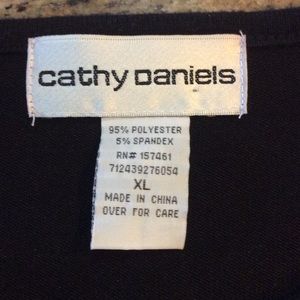 cathy Daniels
95% POLYESTER
5% SPANDEX
RN# 157461
712439276054
XL
MADE IN CHINA
OVER FOR CARE